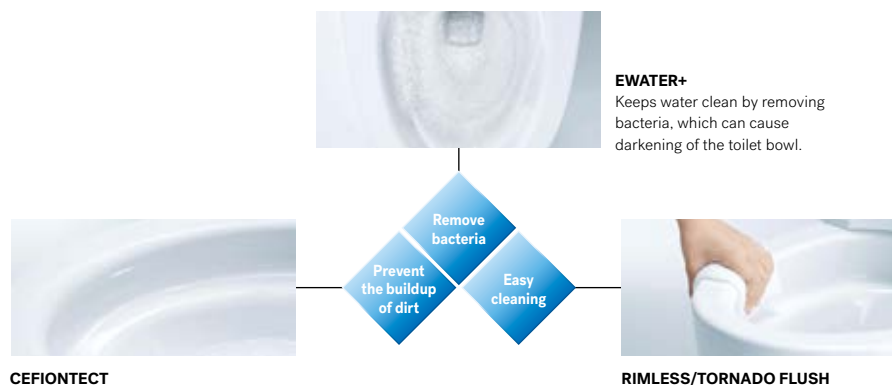 EWATER+
Keeps water clean by removing
bacteria, which can cause
darkening of the toilet bowl.
Remove
bacteria
Prevent
the buildup
of dirt
Easy
cleaning
CEFIONTECT
RIMLESS/TORNADO FLUSH